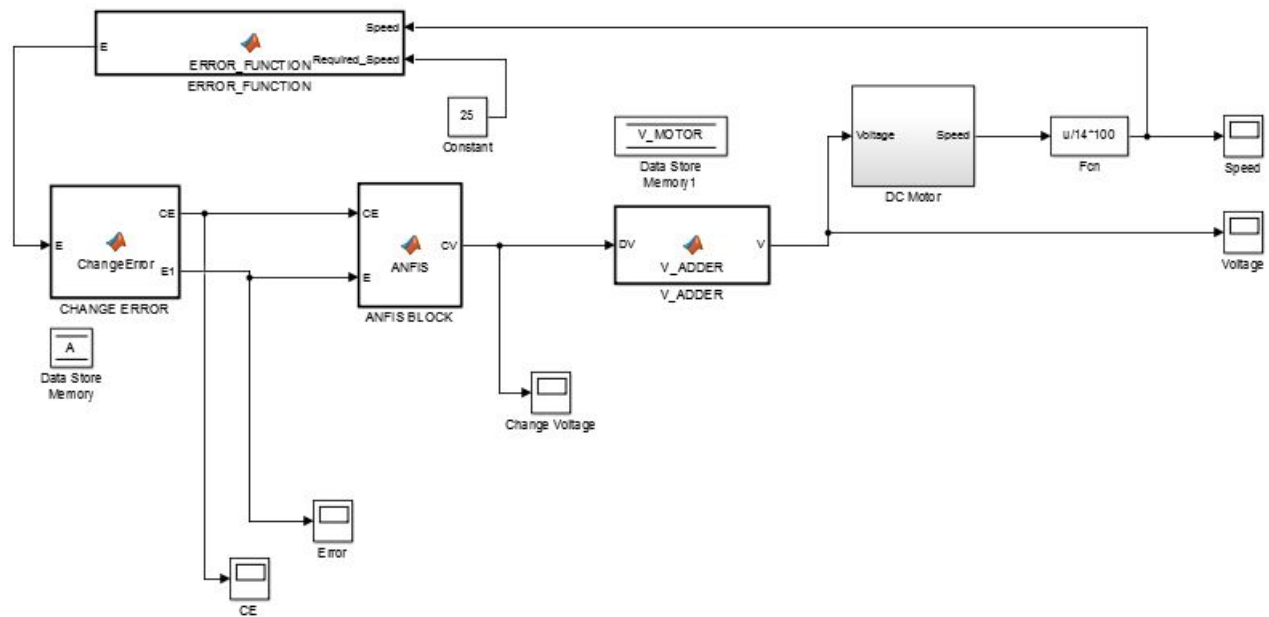 Speed
E
ERROR_FUNCTION
Required_Speed
ERROR_FUNCTION
25
Constant
V_MOTOR
Data Store
Memory1
Voltage
Speed
DC Motor
u/14*100
Fcn
Speed
CE
E
ChangeError
E1
CHANGE ERROR
CE
CV
ANFIS
E
ANFIS BLOCK
DV
V
V_ADDER
V_ADDER
Voltage
A
Data Store
Memory
Change Voltage
Error
CE